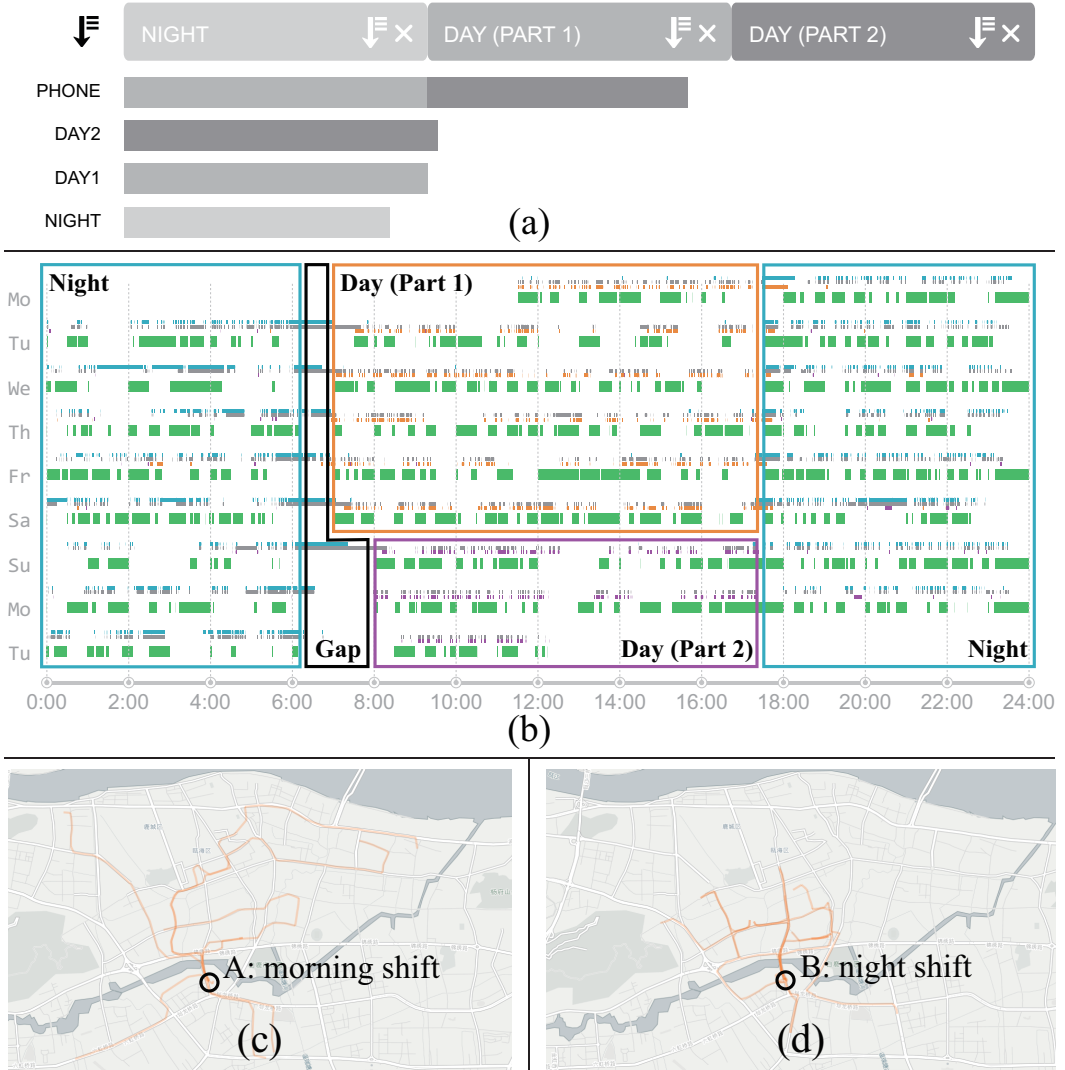 NIGHT DAY (PART 1) DAY (PART 2)
PHONE
DAY2
DAY1
NIGHT
(a)
Night Day (Part 1)
Mo
Tu
We
Th
Fr
Sa
Su
Mo
Tu
Gap Day (Part 2) Night
0:00 2:00 4:00 6:00 8:00 10:00 12:00 14:00 16:00 18:00 20:00 22:00 24:00
(b)
A: morning shift
(c)
B: night shift
(d)